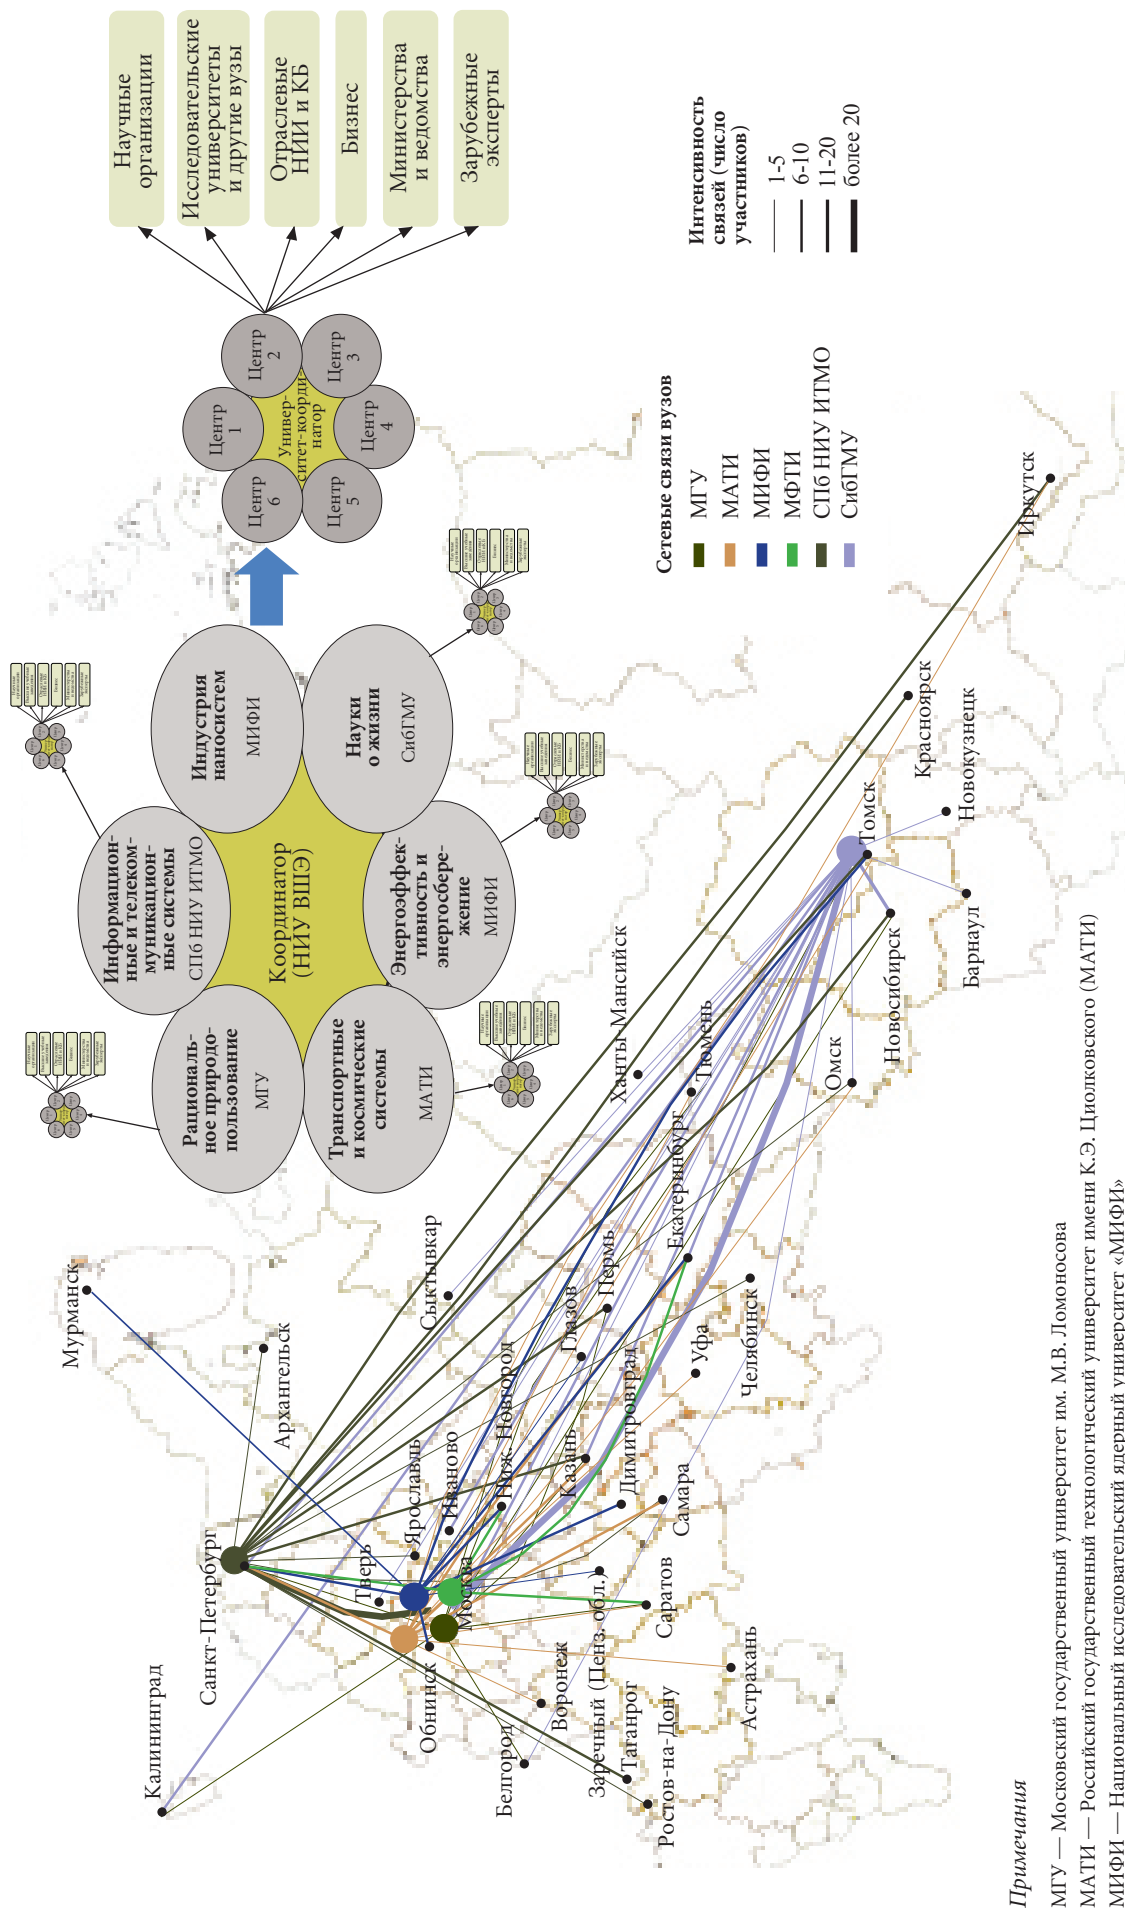 Научные
организации
Исследовательские
университеты
и другие вузы
Отраслевые
НИИ и КБ
Бизнес
Министерства
и ведомства
Зарубежные
эксперты
Центр
1
Центр
2
Центр
3
Центр
4
Центр
5
Центр
6
Универ-
ситет-коорди-
натор
Информацион-
ные и телеком-
муникацион-
ные системы
СПб НИУ ИТМО
Индустрия
наносистем
МИФИ
Науки
о жизни
СибГМУ
Энергоэффек-
тивность и
энергосбере-
жение
МИФИ
Транспортные
и космические
системы
МАТИ
Рациональ-
ное природо-
пользование
МГУ
Координатор
(НИУ ВШЭ)
Интенсивность
связей (число
участников)
1-5
6-10
11-20
более 20
Сетевые связи вузов
МГУ
МАТИ
МИФИ
МФТИ
СПб НИУ ИТМО
СибГМУ
Мурманск
Архангельск
Санкт-Петербург
Калининград
Сыктывкар
Ярославль
Иваново
Тверь
Москва
Обнинск
Ниж. Новгород
Глазов
Пермь
Казань
Димитровград
Екатеринбург
Тюмень
Ханты-Мансийск
Уфа
Челябинск
Самара
Саратов
Заречный (Пенз. обл.)
Воронеж
Белгород
Таганрог
Ростов-на-Дону
Астрахань
Омск
Новосибирск
Барнаул
Томск
Новокузнецк
Красноярск
Иркутск
Примечания
МГУ — Московский государственный университет им. М.В. Ломоносова
МАТИ — Российский государственный технологический университет имени К.Э. Циолковского (МАТИ)
МИФИ — Национальный исследовательский ядерный университет «МИФИ»